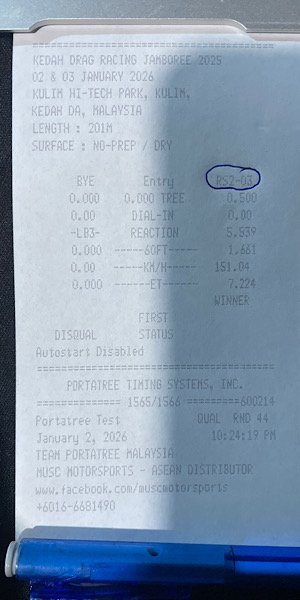 ================================
KEDAH DRAG RACING JAMBOREE 2025
02 & 03 JANUARY 2026
KULIM HI-TECH PARK, KULIM,
KEDAH DA, MALAYSIA
LENGTH : 201M
SURFACE : NO-PREP / DRY
BYE Entry RS2-03
0.000 0.000 TREE 0.500
0.00 DIAL-IN 0.00
-LB3- REACTION 5.539
0.000 ------60FT----- 1.661
0.00 ------KM/H----- 151.04
0.000 ------ET------- 7.224
WINNER
FIRST
DISQUAL STATUS
Autostart Disabled
================================
PORTATREE TIMING SYSTEMS, INC.
============== 1565/1566 =========600214
Portatree Test QUAL RND 44
January 2, 2026 10:24:19 PM
TEAM PORTATREE MALAYSIA
MUSC MOTORSPORTS - ASEAN DISTRIBUTOR
www.facebook.com/muscmotorsports
+6016-6681490